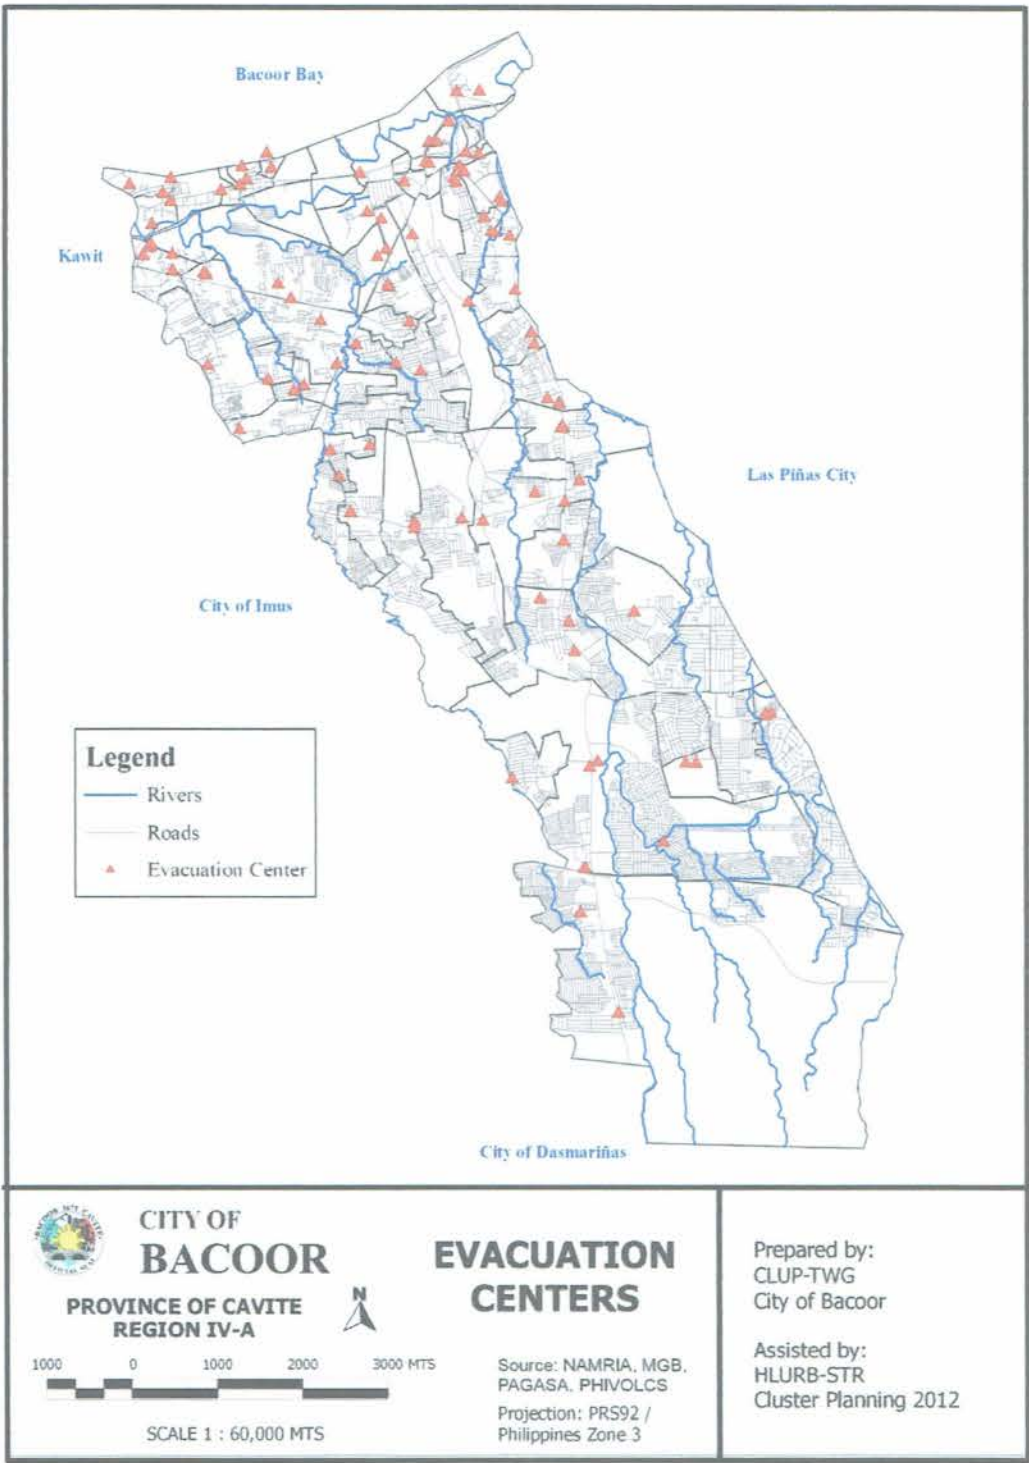 Bacoor Bay
Kawit
Las Piñas City
City of Imus
Legend
Rivers
Roads
Evacuation Center
City of Dasmariñas
CITY OF
BACOOR
PROVINCE OF CAVITE
REGION IV-A
N
1000 0 1000 2000 3000 MTS
SCALE 1 : 60,000 MTS
EVACUATION
CENTERS
Source: NAMRIA, MGB,
PAGASA. PHIVOLCS
Projection: PRS92 /
Philippines Zone 3
Prepared by:
CLUP-TWG
City of Bacoor
Assisted by:
HLURB-STR
Cluster Planning 2012